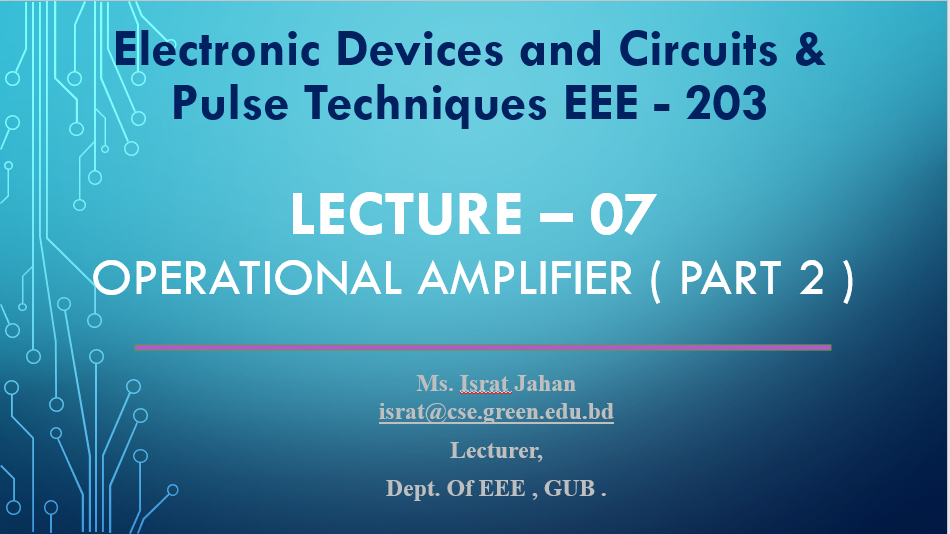 Electronic Devices and Circuits &
Pulse Techniques EEE - 203
LECTURE – 07
OPERATIONAL AMPLIFIER ( PART 2 )
Ms. Israt Jahan
israt@cse.green.edu.bd
Lecturer,
Dept. Of EEE , GUB .